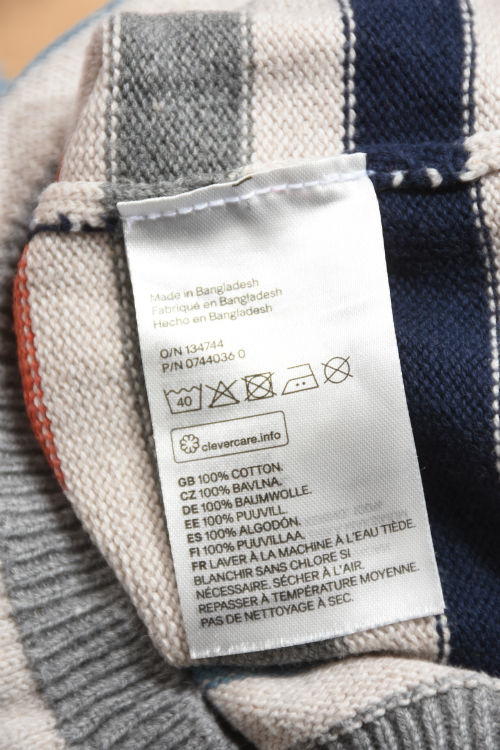 Made in Bangladesh
Fabriqué en Bangladesh
Hecho en Bangladesh
O/N 134744
P/N 0744036 0
40
clevercare.info
GB 100% COTTON.
CZ 100% BAVLNA.
DE 100% BAUMWOLLE.
EE 100% PUUVILL.
ES 100% ALGODÓN.
FI 100% PUUVILLAA.
FR LAVER À LA MACHINE À L'EAU TIÈDE.
BLANCHIR SANS CHLORE SI
NÉCESSAIRE. SÉCHER À L'AIR.
REPASSER À TEMPÉRATURE MOYENNE.
PAS DE NETTOYAGE À SEC.